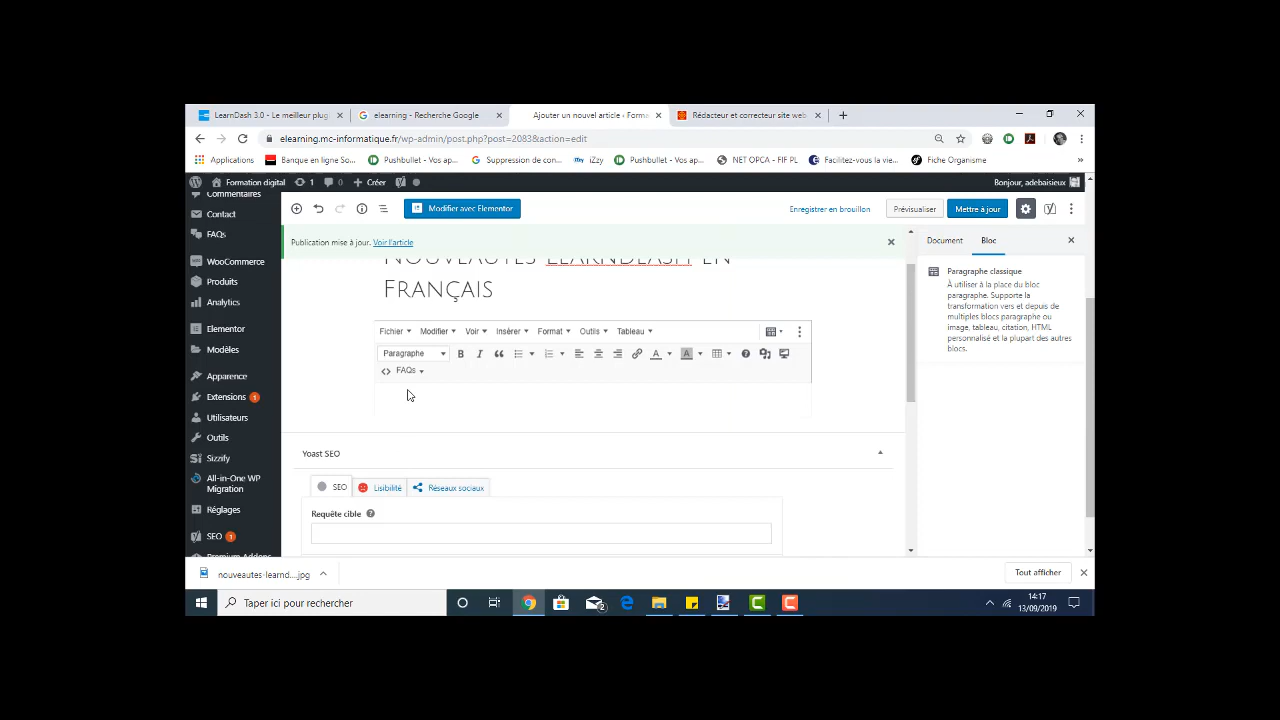 LearnDash 3.0 - Le meilleur plug
elearning - Recherche Google
Ajouter un nouvel article ‹ Forma
Rédacteur et correcteur site web
elearning.mc-informatique.fr/wp-admin/post.php?post=2083&action=edit
Applications
Banque en ligne So...
Pushbullet - Vos ap...
Suppression de con...
iZzy
Pushbullet - Vos ap...
NET OPCA - FIF PL
Facilitez-vous la vie...
Fiche Organisme
Formation digital
1
0
Créer
Bonjour, adebaisieux
Commentaires
Contact
FAQs
WooCommerce
Produits
Analytics
Elementor
Modèles
Apparence
Extensions 1
Utilisateurs
Outils
Sizzify
All-in-One WP
Migration
Réglages
SEO 1
Premium Addons
Modifier avec Elementor
Enregistrer en brouillon
Prévisualiser
Mettre à jour
Publication mise à jour. Voir l'article
Nouveautés LearnDash en
Français
Fichier
Modifier
Voir
Insérer
Format
Outils
Tableau
Paragraphe
B
I
A
A
FAQs
Yoast SEO
SEO
Lisibilité
Réseaux sociaux
Requête cible
Document
Bloc
Paragraphe classique
À utiliser à la place du bloc
paragraphe. Supporte la
transformation vers et depuis de
multiples blocs paragraphe ou
image, tableau, citation, HTML
personnalisé et la plupart des autres
blocs.
nouveautes-learnd....jpg
Tout afficher
Taper ici pour rechercher
2
14:17
13/09/2019